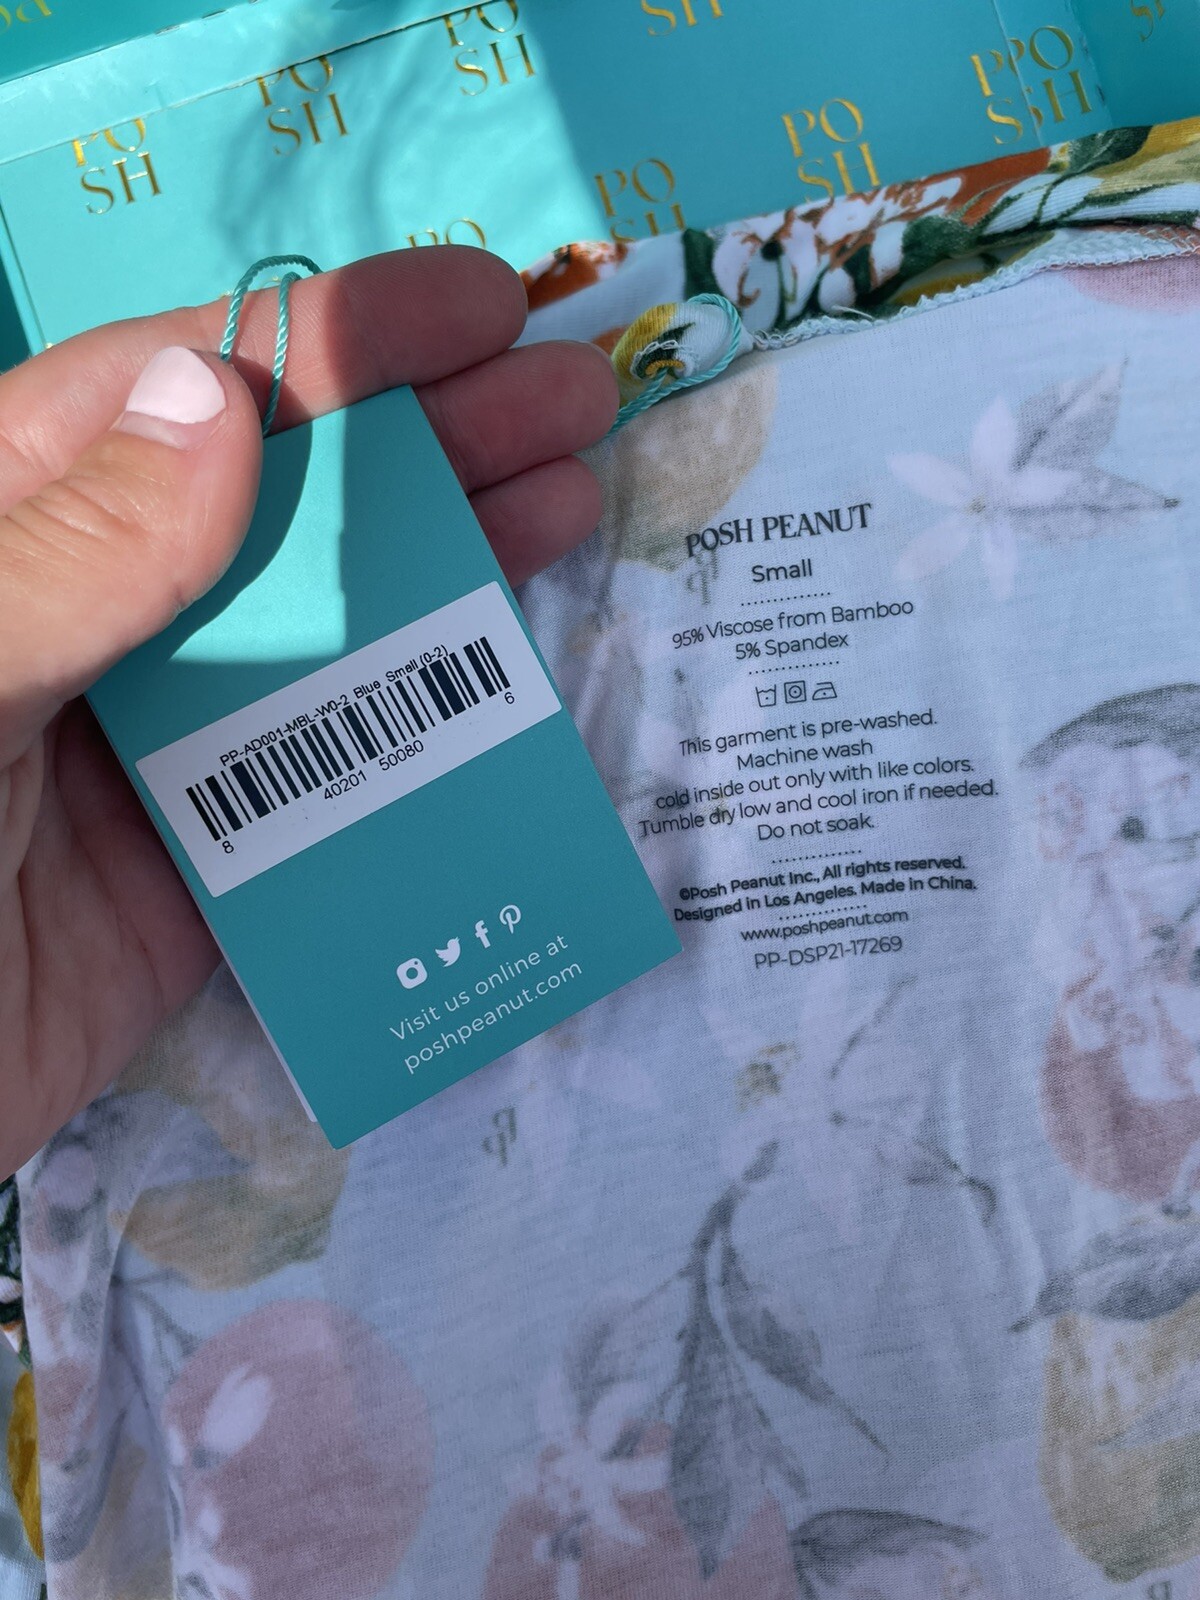 PO
SH
PO
SH
PO
SH
SH
PO
SH
PO
SH
PO
SH
PO
PP-AD001-MBL-W0-2 Blue Small (0-2)
8 40201 50080 6
Visit us online at
poshpeanut.com
POSH PEANUT
Small
95% Viscose from Bamboo
5% Spandex
This garment is pre-washed.
Machine wash
cold inside out only with like colors.
Tumble dry low and cool iron if needed.
Do not soak.
©Posh Peanut Inc., All rights reserved.
Designed in Los Angeles. Made in China.
www.poshpeanut.com
PP-DSP21-17269